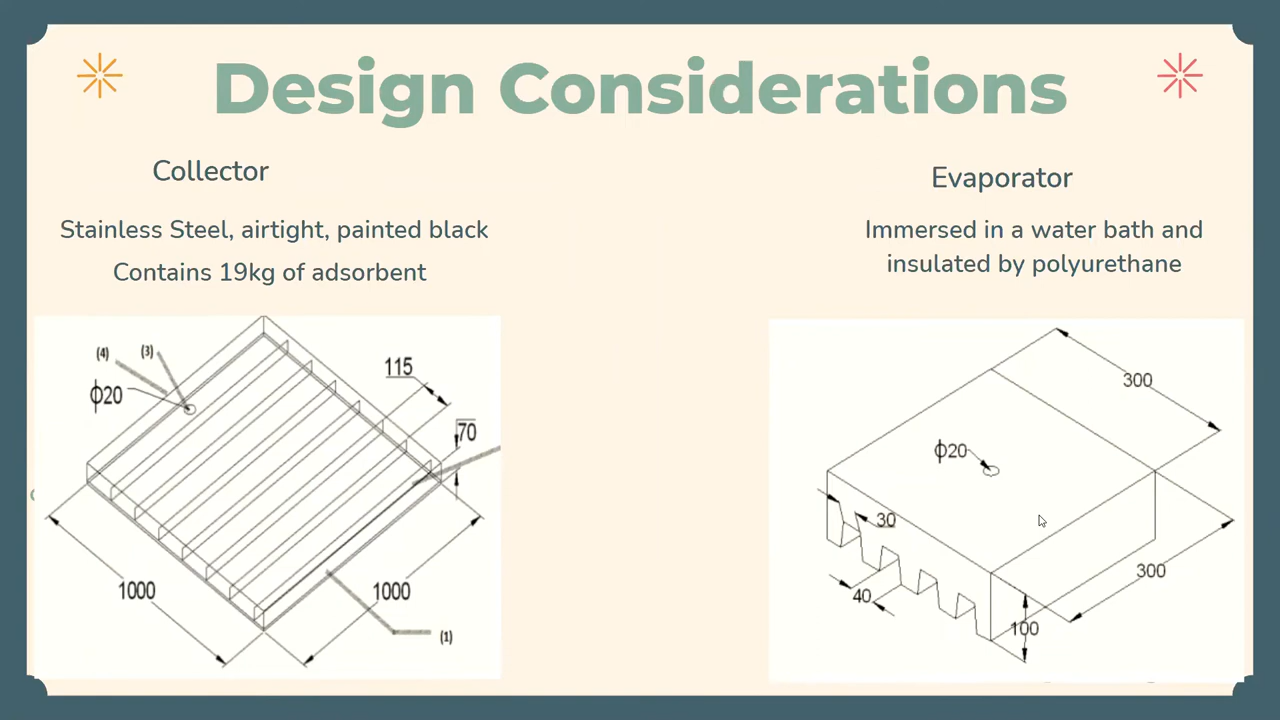 Design Considerations
Collector
Stainless Steel, airtight, painted black
Contains 19kg of adsorbent
(4)
(3)
ϕ20
115
70
1000
1000
(1)
Evaporator
Immersed in a water bath and
insulated by polyurethane
300
ϕ20
30
40
300
100